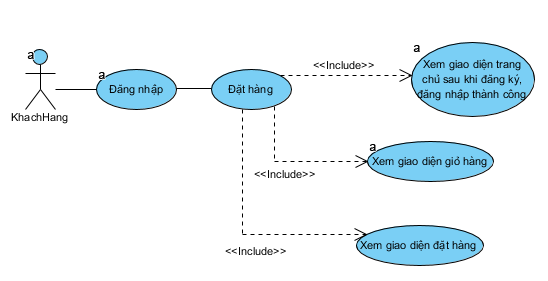 a
KhachHang
a
Đăng nhập
Đặt hàng
<<Include>>
a
Xem giao diện trang
chủ sau khi đăng ký,
đăng nhập thành công
<<Include>>
a
Xem giao diện giỏ hàng
<<Include>>
Xem giao diện đặt hàng